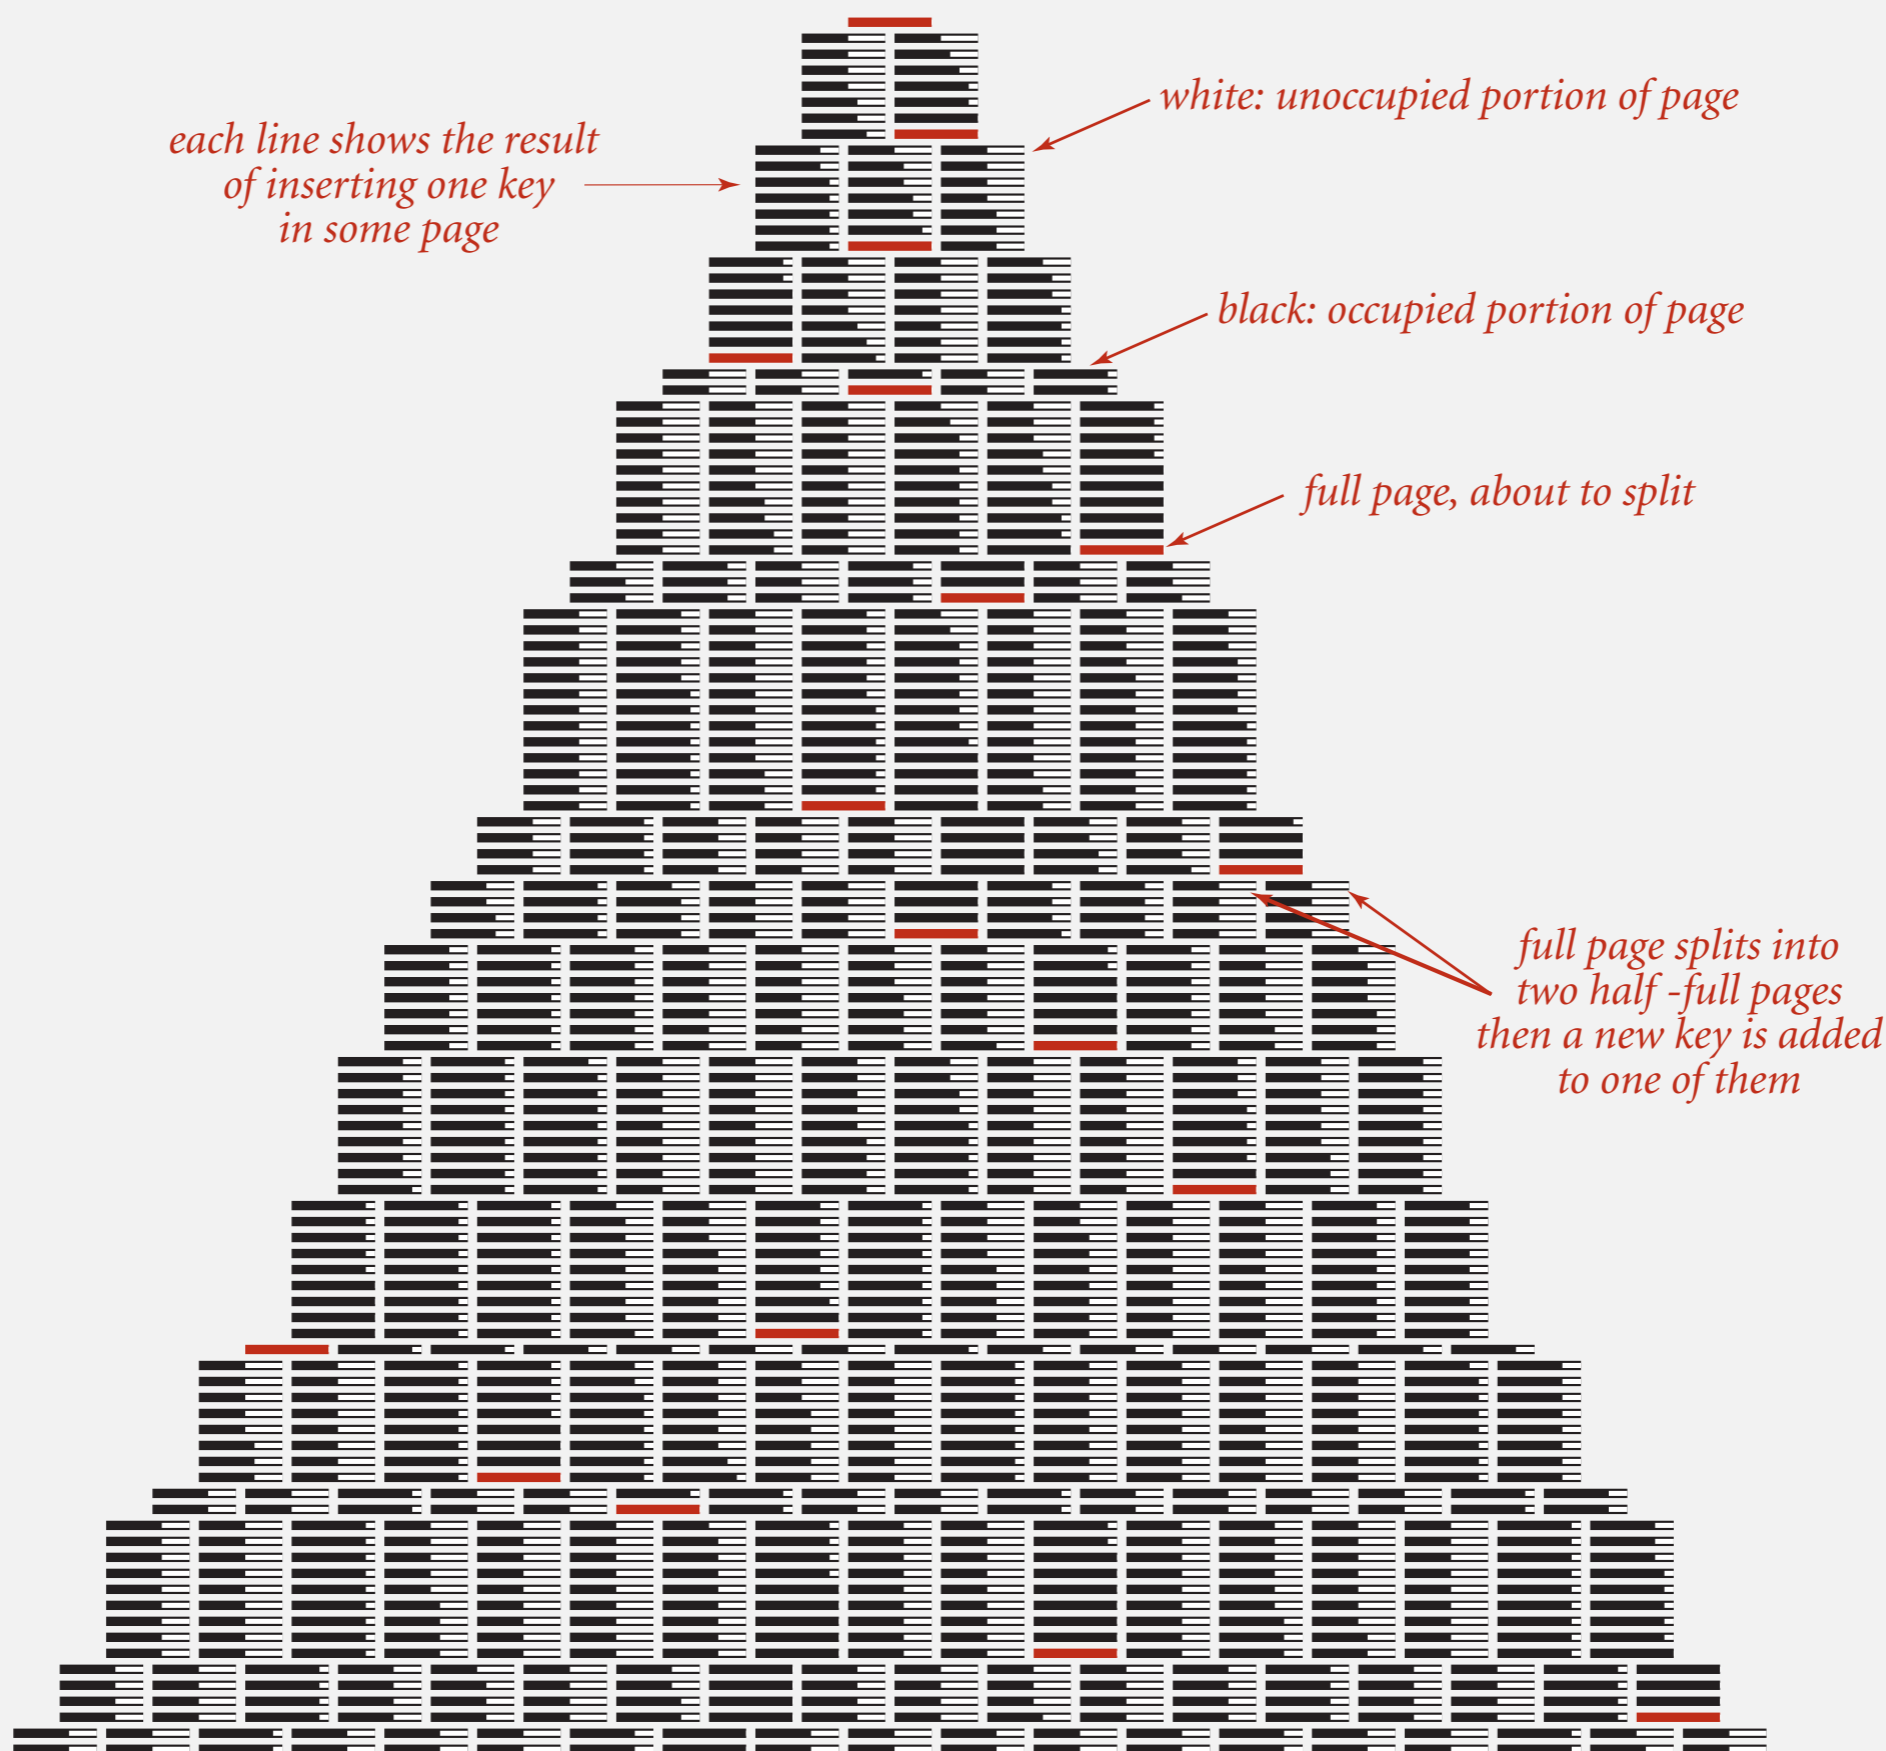 white: unoccupied portion of page
each line shows the result
of inserting one key
in some page
black: occupied portion of page
full page, about to split
full page splits into
two half -full pages
then a new key is added
to one of them